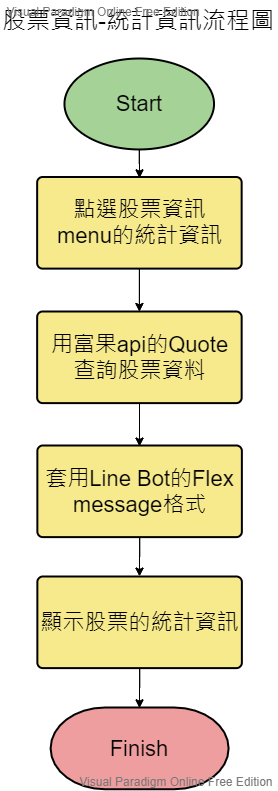 Visual Paradigm Online Free Edition
股票資訊-統計資訊流程圖
Start
點選股票資訊
menu的統計資訊
用富果api的Quote
查詢股票資料
套用Line Bot的Flex
message格式
顯示股票的統計資訊
Finish
Visual Paradigm Online Free Edition